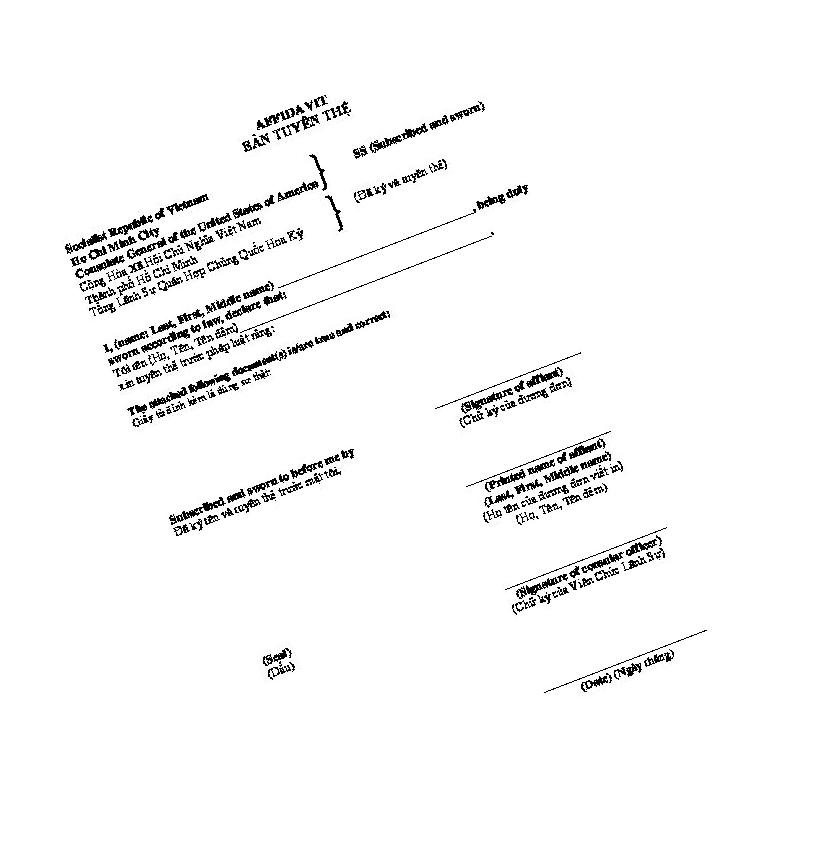 AFFIDAVIT
BẢN TUYÊN THỆ
Socialist Republic of Vietnam
Ho Chi Minh City
Consulate General of the United States of America
SS (Subscribed and sworn)
Cộng Hòa Xã Hội Chủ Nghĩa Việt Nam
Thành phố Hồ Chí Minh
Tổng Lãnh Sự Quán Hợp Chủng Quốc Hoa Kỳ
(Đã ký và tuyên thệ)
I, (name: Last, First, Middle name) ______, being duly
sworn according to law, declare that:
Tôi tên (Họ, Tên, Tên đệm) ______,
xin tuyên thệ trước pháp luật rằng:
The attached following document(s) is/are true and correct:
(giấy tờ đính kèm là đúng sự thật:
(Signature of affiant)
(Chữ ký của đương đơn)
(Printed name of affiant)
(Last, First, Middle name)
(Họ tên của đương đơn viết in)
(Họ, Tên, Tên đệm)
Subscribed and sworn to before me by
Đã ký tên và tuyên thệ trước mặt tôi,
(Signature of consular officer)
(Chữ ký của Viên Chức Lãnh Sự)
(Seal)
(Dấu)
(Date) (Ngày tháng)